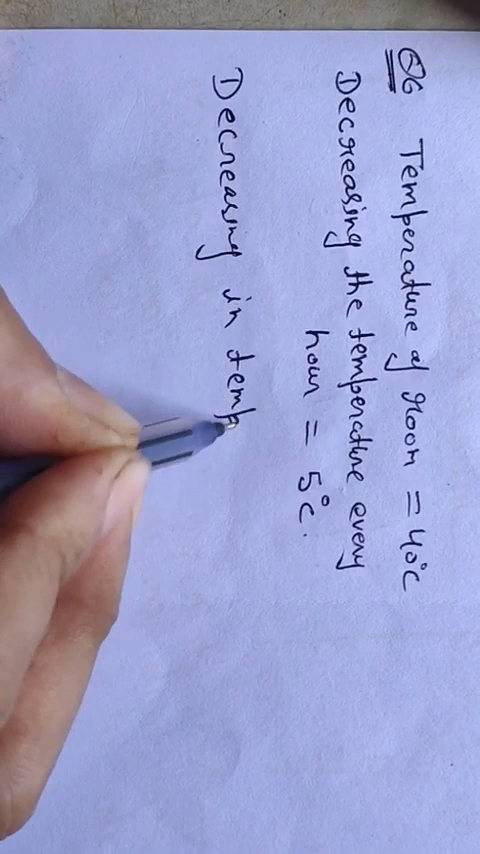 Q6 Temperature of room = 40°C
Decreasing the temperature every
hour = 5°C.
Decreasing in temp